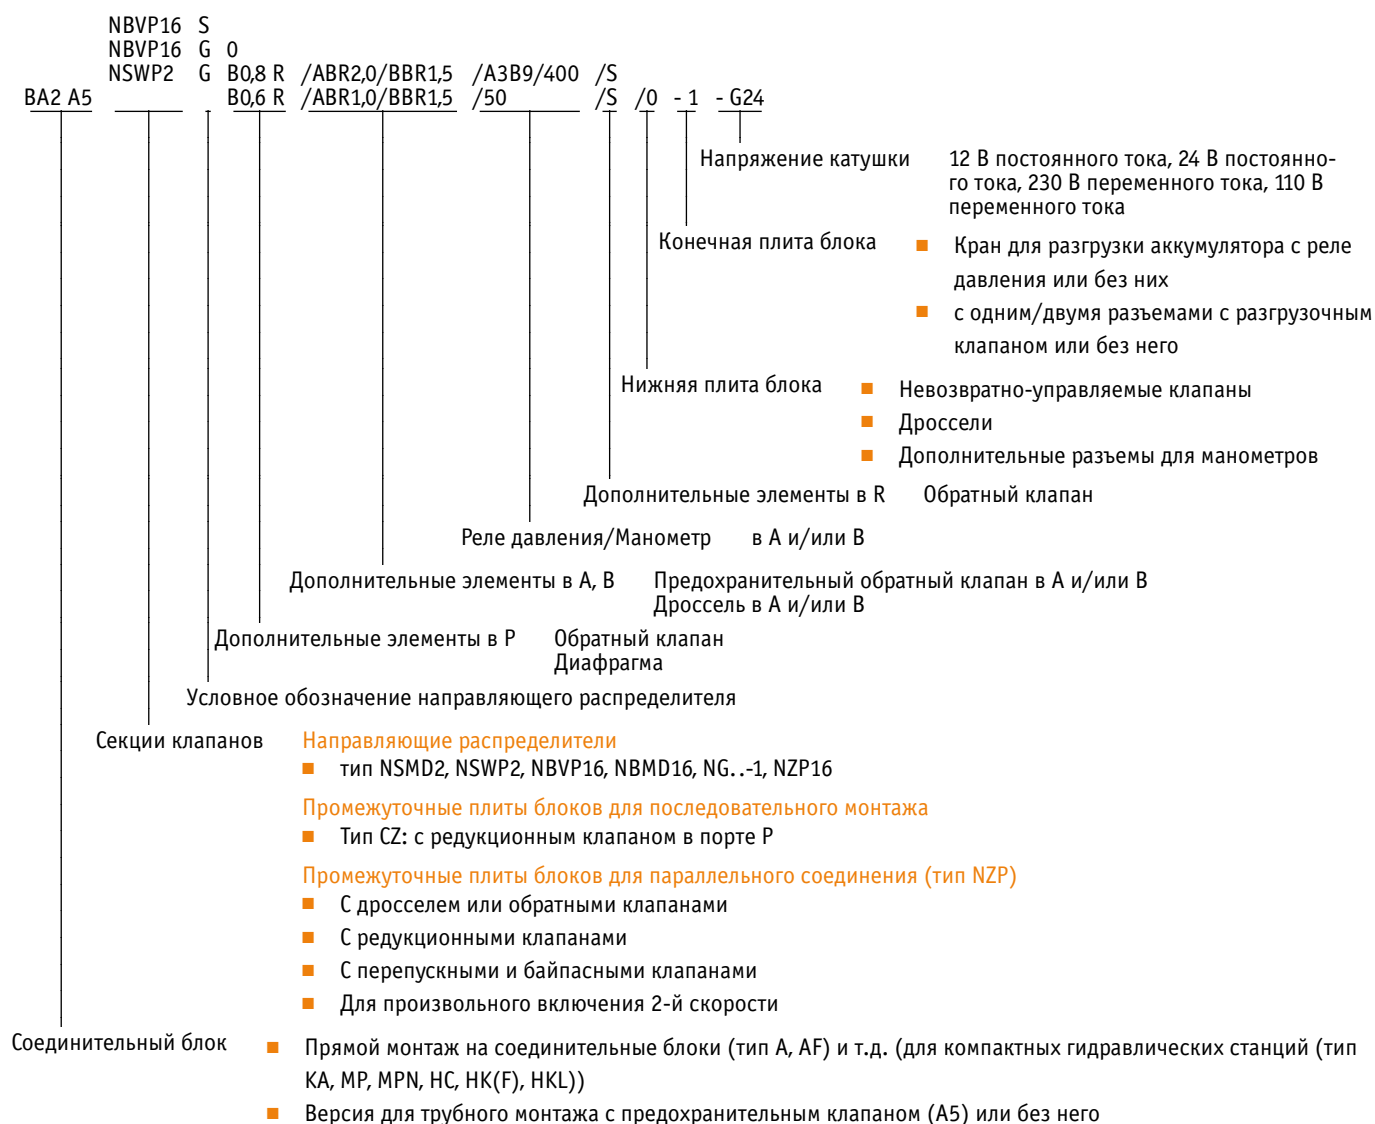 NBVP16 S
NBVP16 G 0
NSWP2 G B0,8 R /ABR2,0/BBR1,5 /A3B9/400 /S
BA2 A5 B0,6 R /ABR1,0/BBR1,5 /50 /S /0 - 1 - G24
Напряжение катушки 12 В постоянного тока, 24 В постоянно-
го тока, 230 В переменного тока, 110 В
переменного тока
Конечная плита блока ■ Кран для разгрузки аккумулятора с реле
давления или без них
■ с одним/двумя разъемами с разгрузочным
клапаном или без него
Нижняя плита блока ■ Невозвратно-управляемые клапаны
■ Дроссели
■ Дополнительные разъемы для манометров
Дополнительные элементы в R Обратный клапан
Реле давления/Манометр в А и/или В
Дополнительные элементы в А, В Предохранительный обратный клапан в А и/или В
Дроссель в А и/или В
Дополнительные элементы в Р Обратный клапан
Диафрагма
Условное обозначение направляющего распределителя
Секции клапанов Направляющие распределители
■ тип NSMD2, NSWP2, NBVP16, NBMD16, NG..-1, NZP16
Промежуточные плиты блоков для последовательного монтажа
■ Тип CZ: с редукционным клапаном в порте Р
Промежуточные плиты блоков для параллельного соединения (тип NZP)
■ С дросселем или обратными клапанами
■ С редукционными клапанами
■ С перепускными и байпасными клапанами
■ Для произвольного включения 2-й скорости
Соединительный блок ■ Прямой монтаж на соединительные блоки (тип A, AF) и т.д. (для компактных гидравлических станций (тип
KA, MP, MPN, HC, HK(F), HKL))
■ Версия для трубного монтажа с предохранительным клапаном (А5) или без него